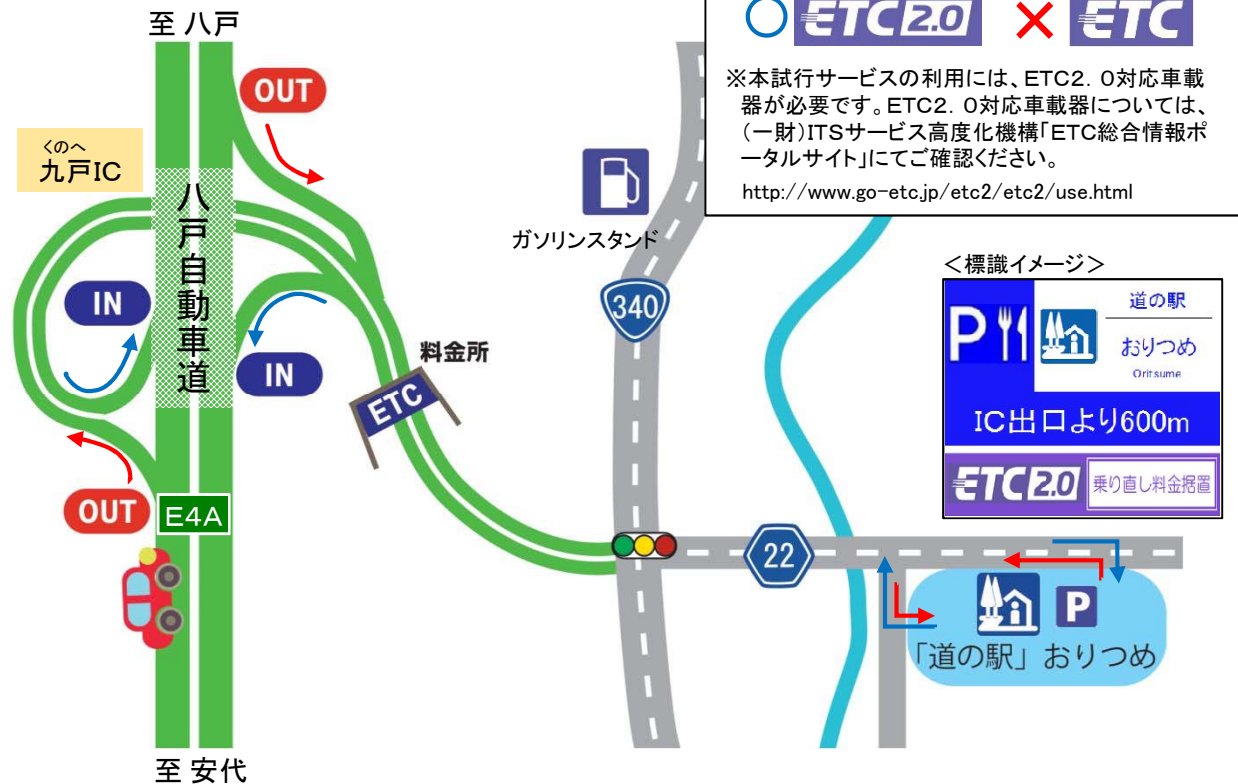 至 八戸
OUT
くのへ
九戸IC
八戸自動車道
IN
IN
料金所
ETC
OUT
E4A
至 安代
ガソリンスタンド
340
22
○ ETC2.0 × ETC
※本試行サービスの利用には、ETC2.0対応車載
器が必要です。ETC2.0対応車載器については、
(一財)ITSサービス高度化機構「ETC総合情報ポ
ータルサイト」にてご確認ください。
http://www.go-etc.jp/etc2/etc2/use.html
<標識イメージ>
P
道の駅
おりつめ
Oritsume
IC出口より600m
ETC2.0 乗り直し料金据置
P
「道の駅」おりつめ